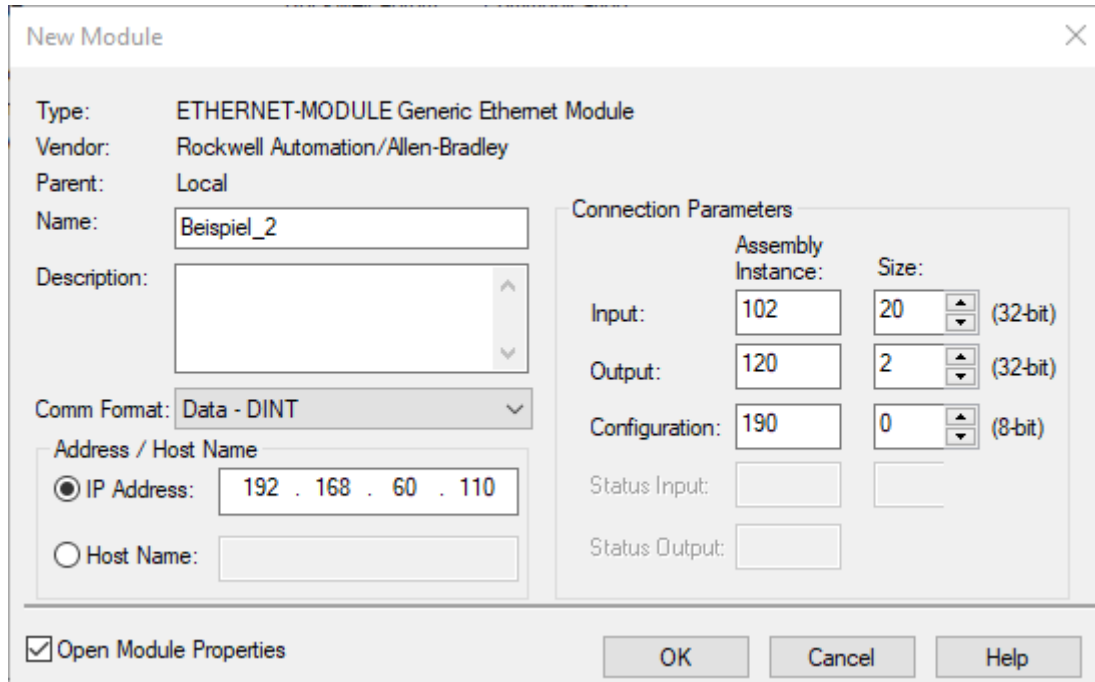 New Module
Type: ETHERNET-MODULE Generic Ethernet Module
Vendor: Rockwell Automation/Allen-Bradley
Parent: Local
Name: Beispiel_2
Description:
Comm Format: Data - DINT
Address / Host Name
IP Address: 192 . 168 . 60 . 110
Host Name:
Connection Parameters
Assembly
Instance: Size:
Input: 102 20 (32-bit)
Output: 120 2 (32-bit)
Configuration: 190 0 (8-bit)
Status Input:
Status Output:
Open Module Properties
OK Cancel Help